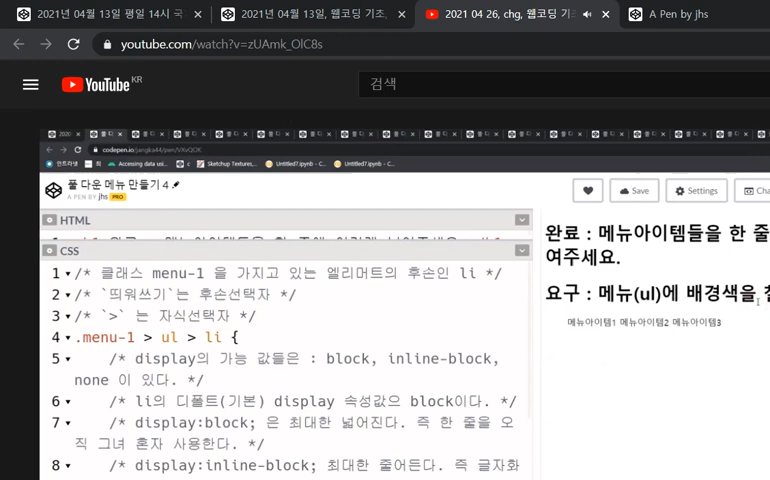 2021년 04월 13일 평일 14시 국
2021년 04월 13일, 웹코딩 기초,
2021 04 26, chg, 웹코딩 기초
A Pen by jhs
youtube.com/watch?v=zUAmk_OlC8s
YouTube KR
검색
codepen.io/jangka44/pen/VXvQOK
인트라넷
Accessing data usi...
Sketchup Textures,...
Untitled7.ipynb - C...
Untitled?.ipynb - C...
풀 다운 메뉴 만들기 4
A PEN BY jhs PRO
Save
Settings
Cha
HTML
CSS
1 /* 클래스 menu-1 을 가지고 있는 엘리먼트의 후손인 li */
2 /* `띄워쓰기`는 후손선택자 */
3 /* `>` 는 자식선택자 */
4 .menu-1 > ul > li {
5 /* display의 가능 값들은 : block, inline-block,
none 이 있다. */
6 /* li의 디폴트(기본) display 속성값으 block이다. */
7 /* display:block; 은 최대한 넓어진다. 즉 한 줄을 오
직 그녀 혼자 사용한다. */
8 /* display:inline-block; 최대한 줄어든다. 즉 글자화
완료 : 메뉴아이템들을 한 줄
여주세요.
요구 : 메뉴(ul)에 배경색을
메뉴아이템1 메뉴아이템2 메뉴아이템3